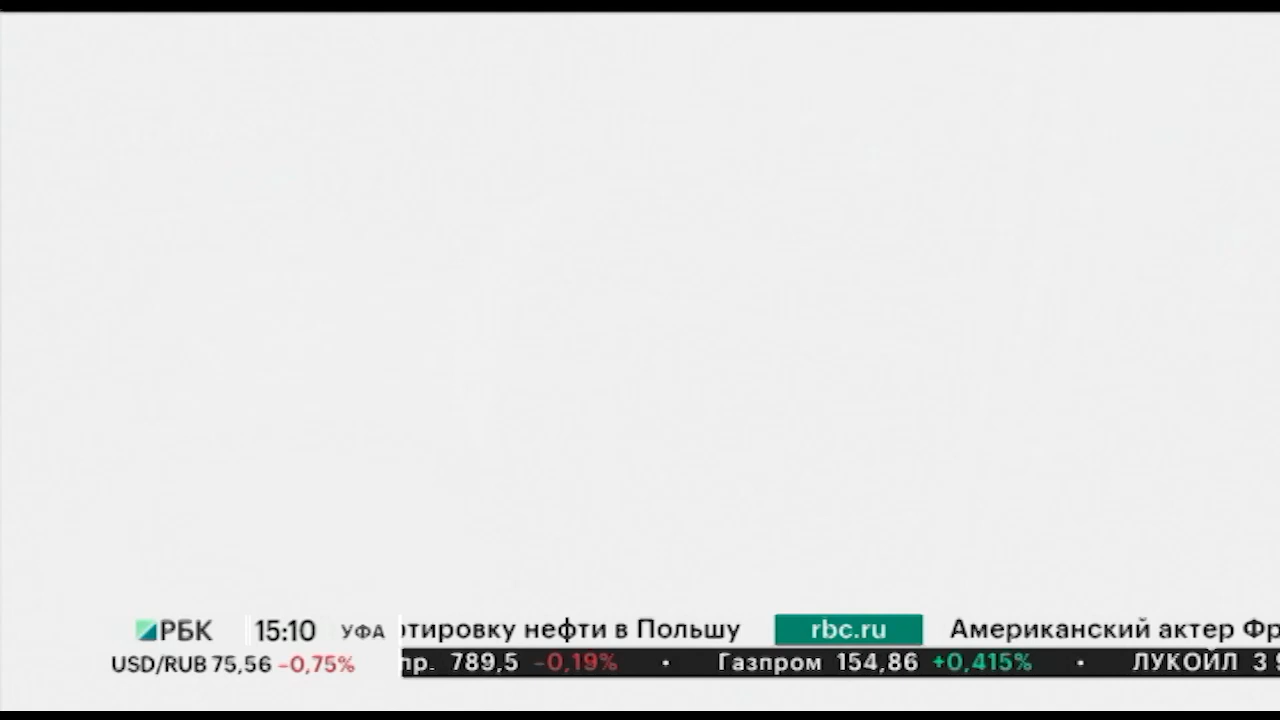 РБК 15:10 УФА нефти в Польшу rbc.ru Американский актер
USD/RUB 75,56 -0,75% 789,5 -0,19% • Газпром 154,86 +0,415% • ЛУКОЙЛ